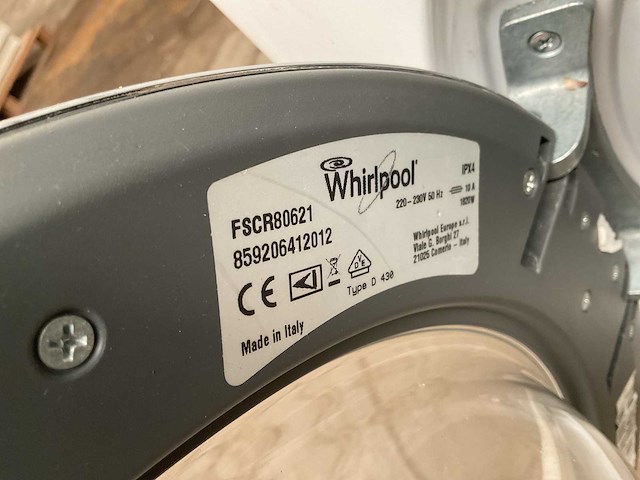 Whirlpool
IPX4
220-230V 50 Hz 10 A
FSCR80621
859206412012
Whirlpool Europe s.r.l.
Viale G. Borghi 27
21025 Comerio - Italy
CE
VDE
Type D 430
Made in Italy